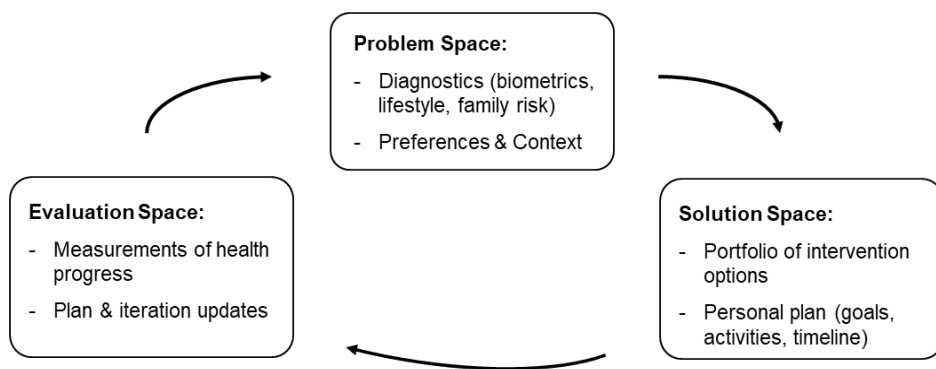 Problem Space:
- Diagnostics (biometrics,
lifestyle, family risk)
- Preferences & Context
Evaluation Space:
- Measurements of health
progress
- Plan & iteration updates
Solution Space:
- Portfolio of intervention
options
- Personal plan (goals,
activities, timeline)